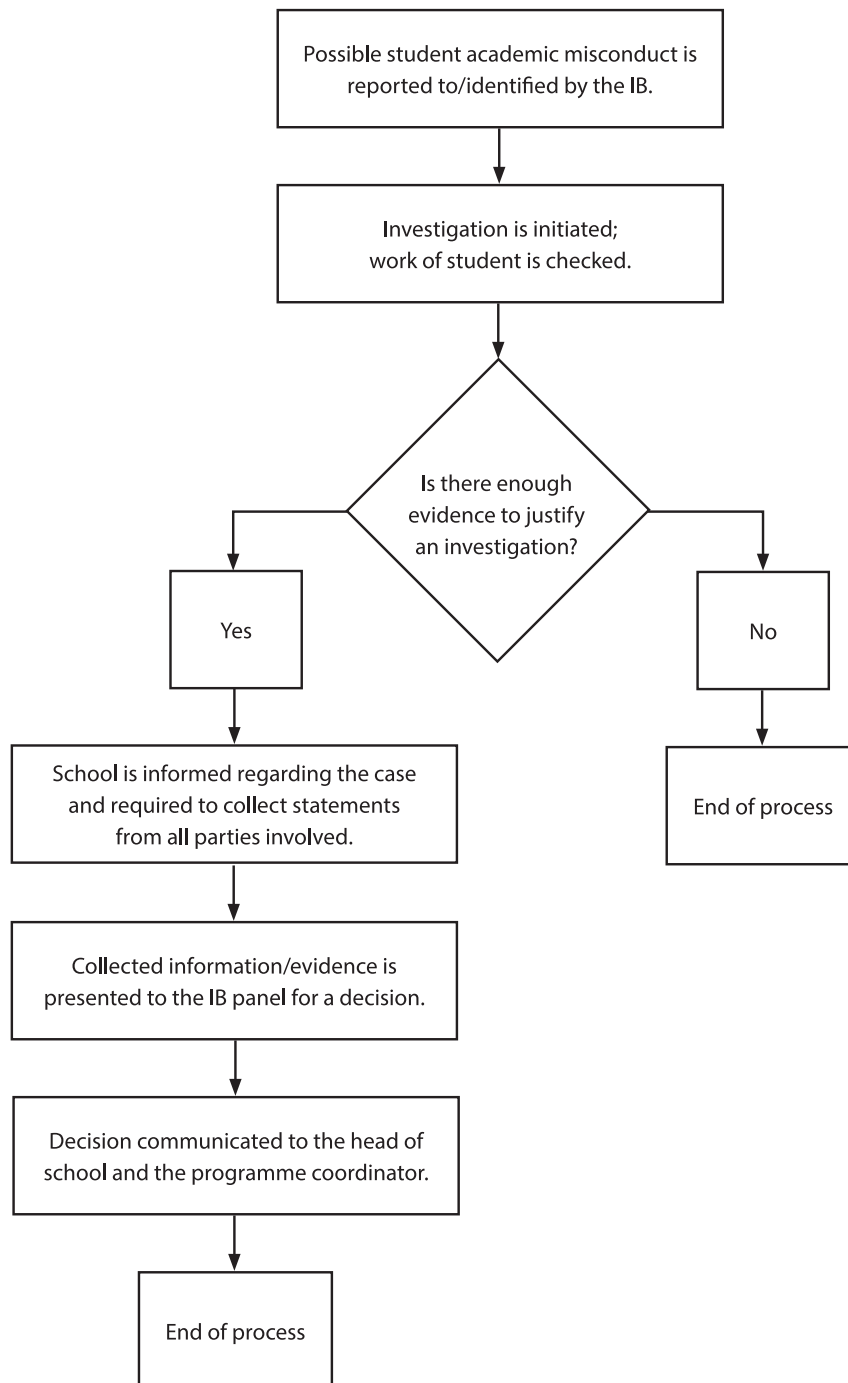 Possible student academic misconduct is
reported to/identified by the IB.
Investigation is initiated;
work of student is checked.
Is there enough
evidence to justify
an investigation?
Yes
No
School is informed regarding the case
and required to collect statements
from all parties involved.
End of process
Collected information/evidence is
presented to the IB panel for a decision.
Decision communicated to the head of
school and the programme coordinator.
End of process